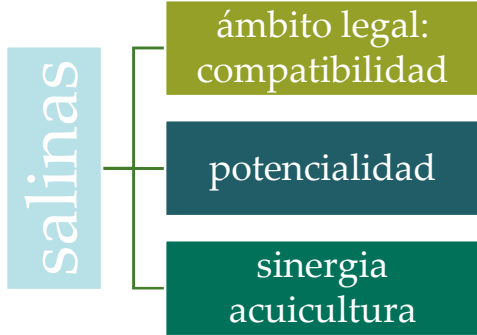 salinas
ámbito legal:
compatibilidad
potencialidad
sinergia
acuicultura